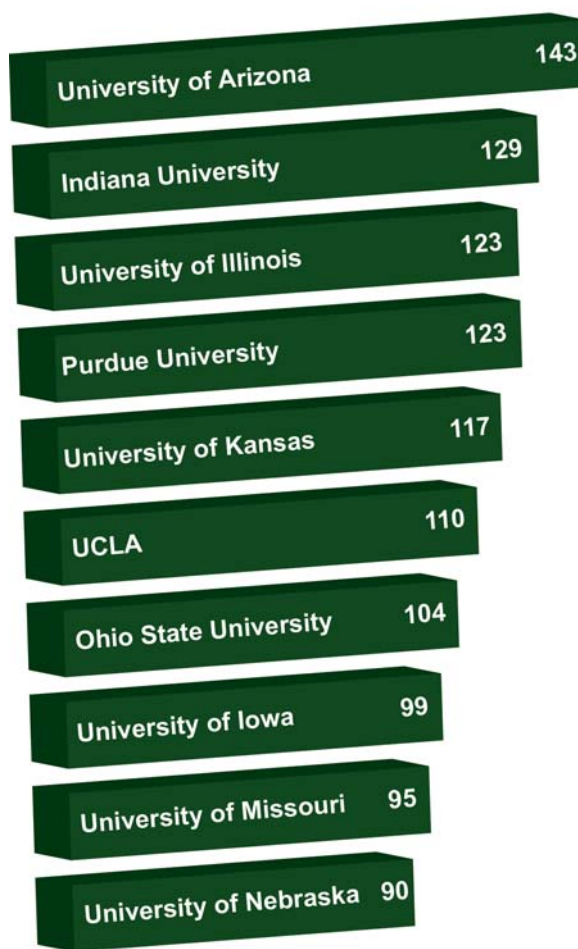 University of Arizona 143
Indiana University 129
University of Illinois 123
Purdue University 123
University of Kansas 117
UCLA 110
Ohio State University 104
University of Iowa 99
University of Missouri 95
University of Nebraska 90